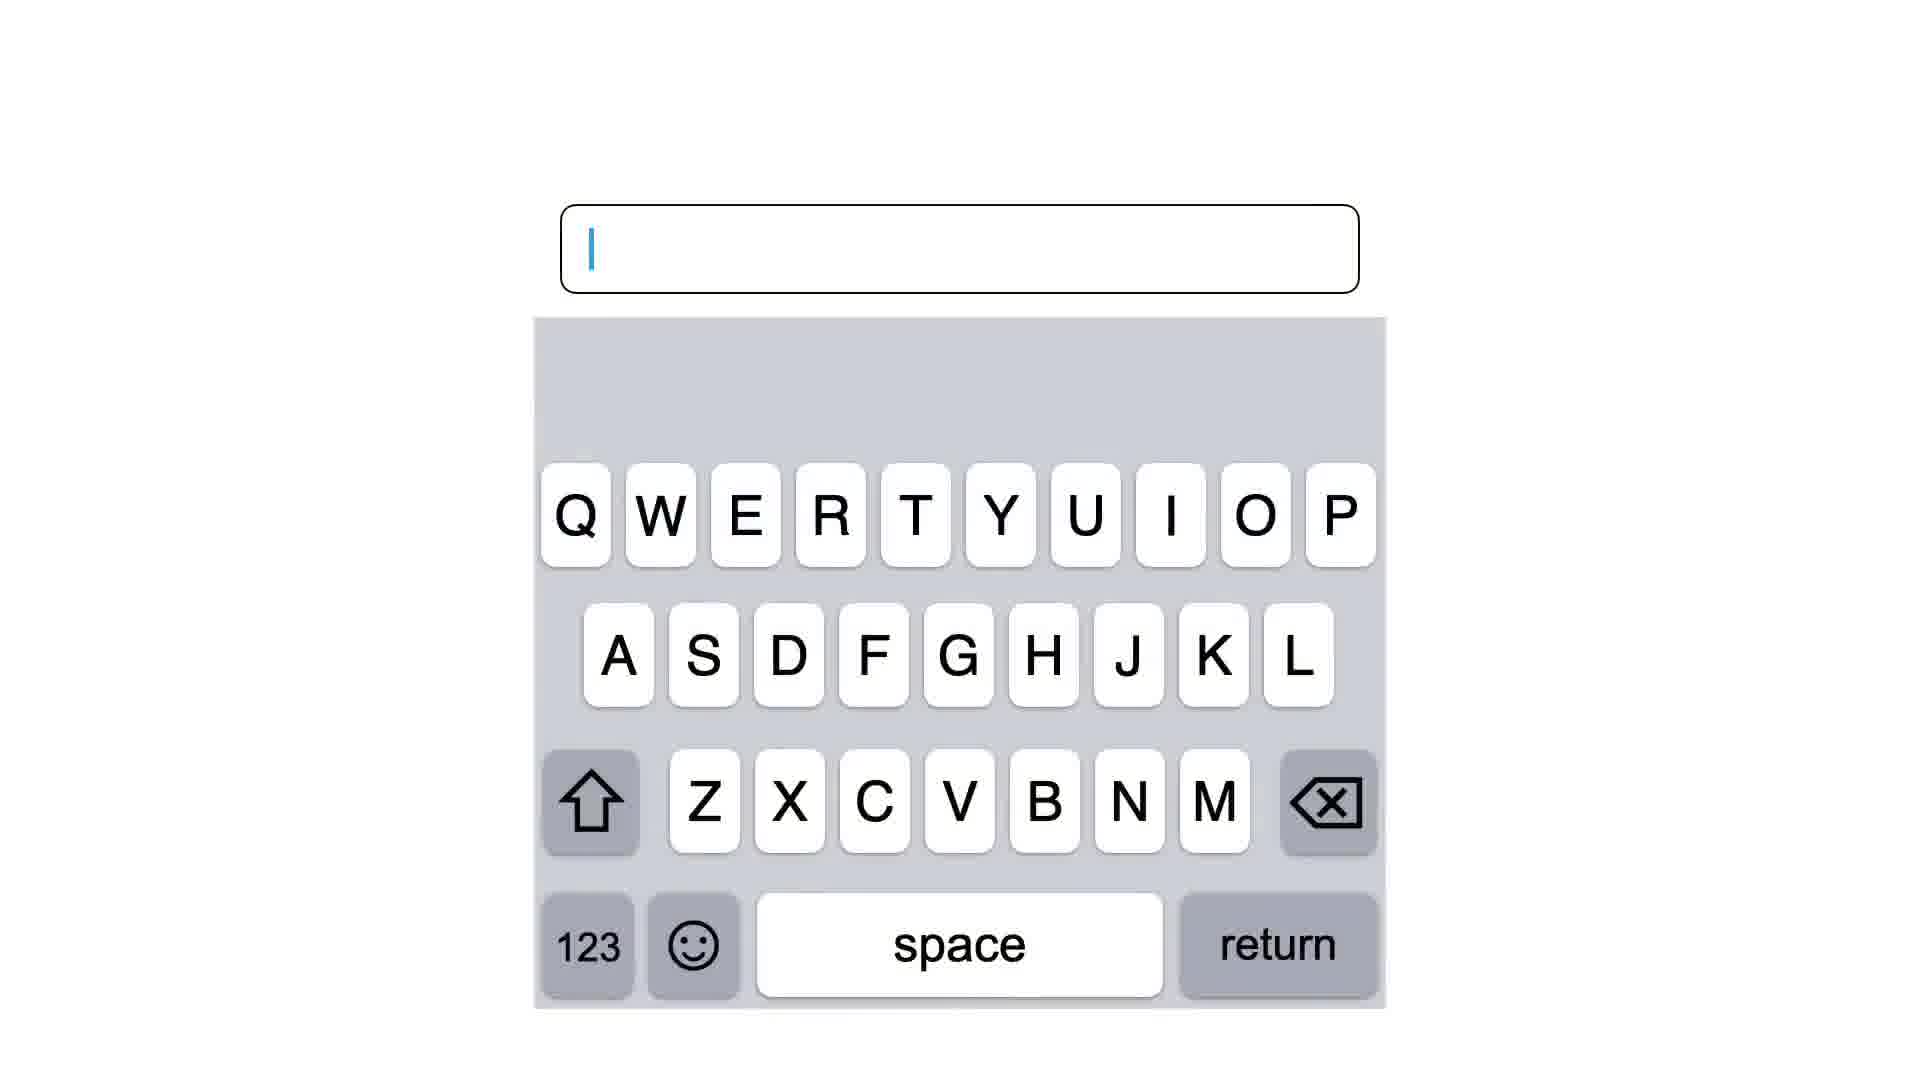 Q W E R T Y U I O P
A S D F G H J K L
Z X C V B N M
123 space return